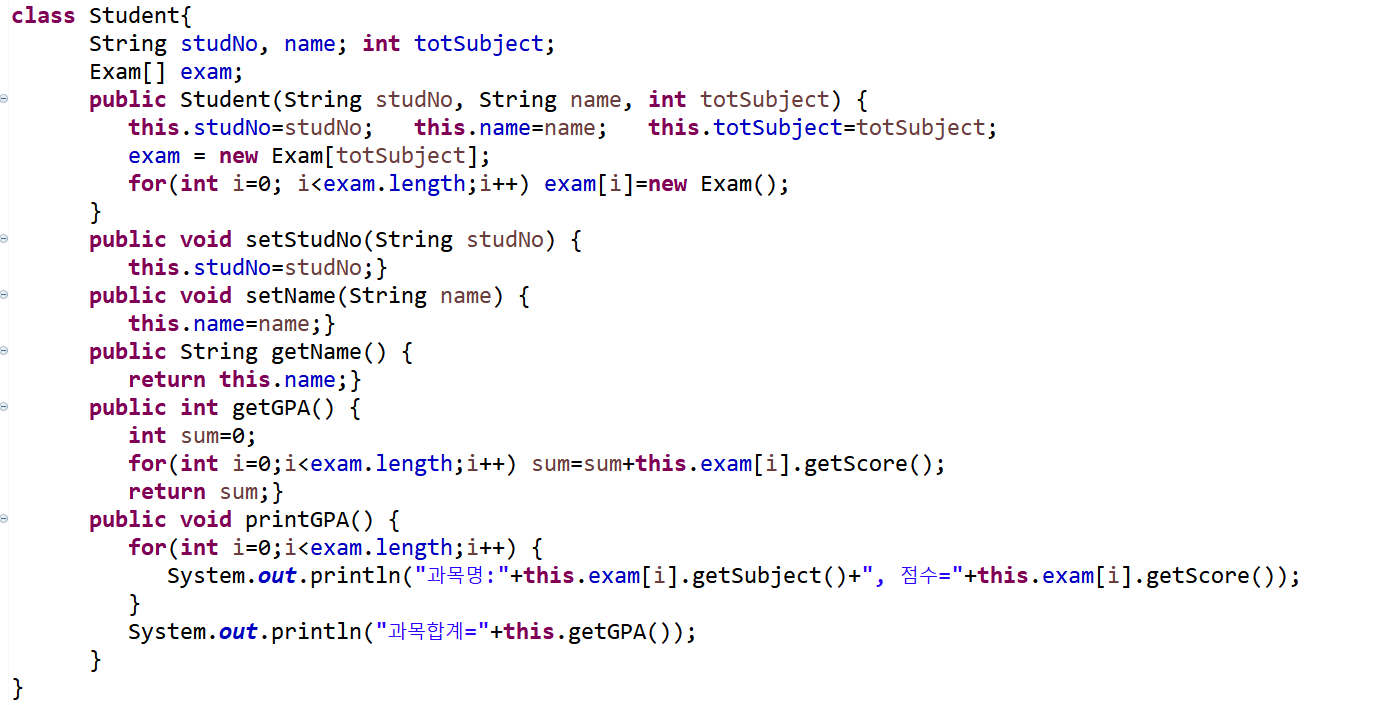 class Student{
String studNo, name; int totSubject;
Exam[] exam;
public Student(String studNo, String name, int totSubject) {
this.studNo=studNo;   this.name=name;   this.totSubject=totSubject;
exam = new Exam[totSubject];
for(int i=0; i<exam.length;i++) exam[i]=new Exam();
}
public void setStudNo(String studNo) {
this.studNo=studNo;}
public void setName(String name) {
this.name=name;}
public String getName() {
return this.name;}
public int getGPA() {
int sum=0;
for(int i=0;i<exam.length;i++) sum=sum+this.exam[i].getScore();
return sum;}
public void printGPA() {
for(int i=0;i<exam.length;i++) {
System.out.println("과목명:"+this.exam[i].getSubject()+", 점수="+this.exam[i].getScore());
}
System.out.println("과목합계="+this.getGPA());
}
}